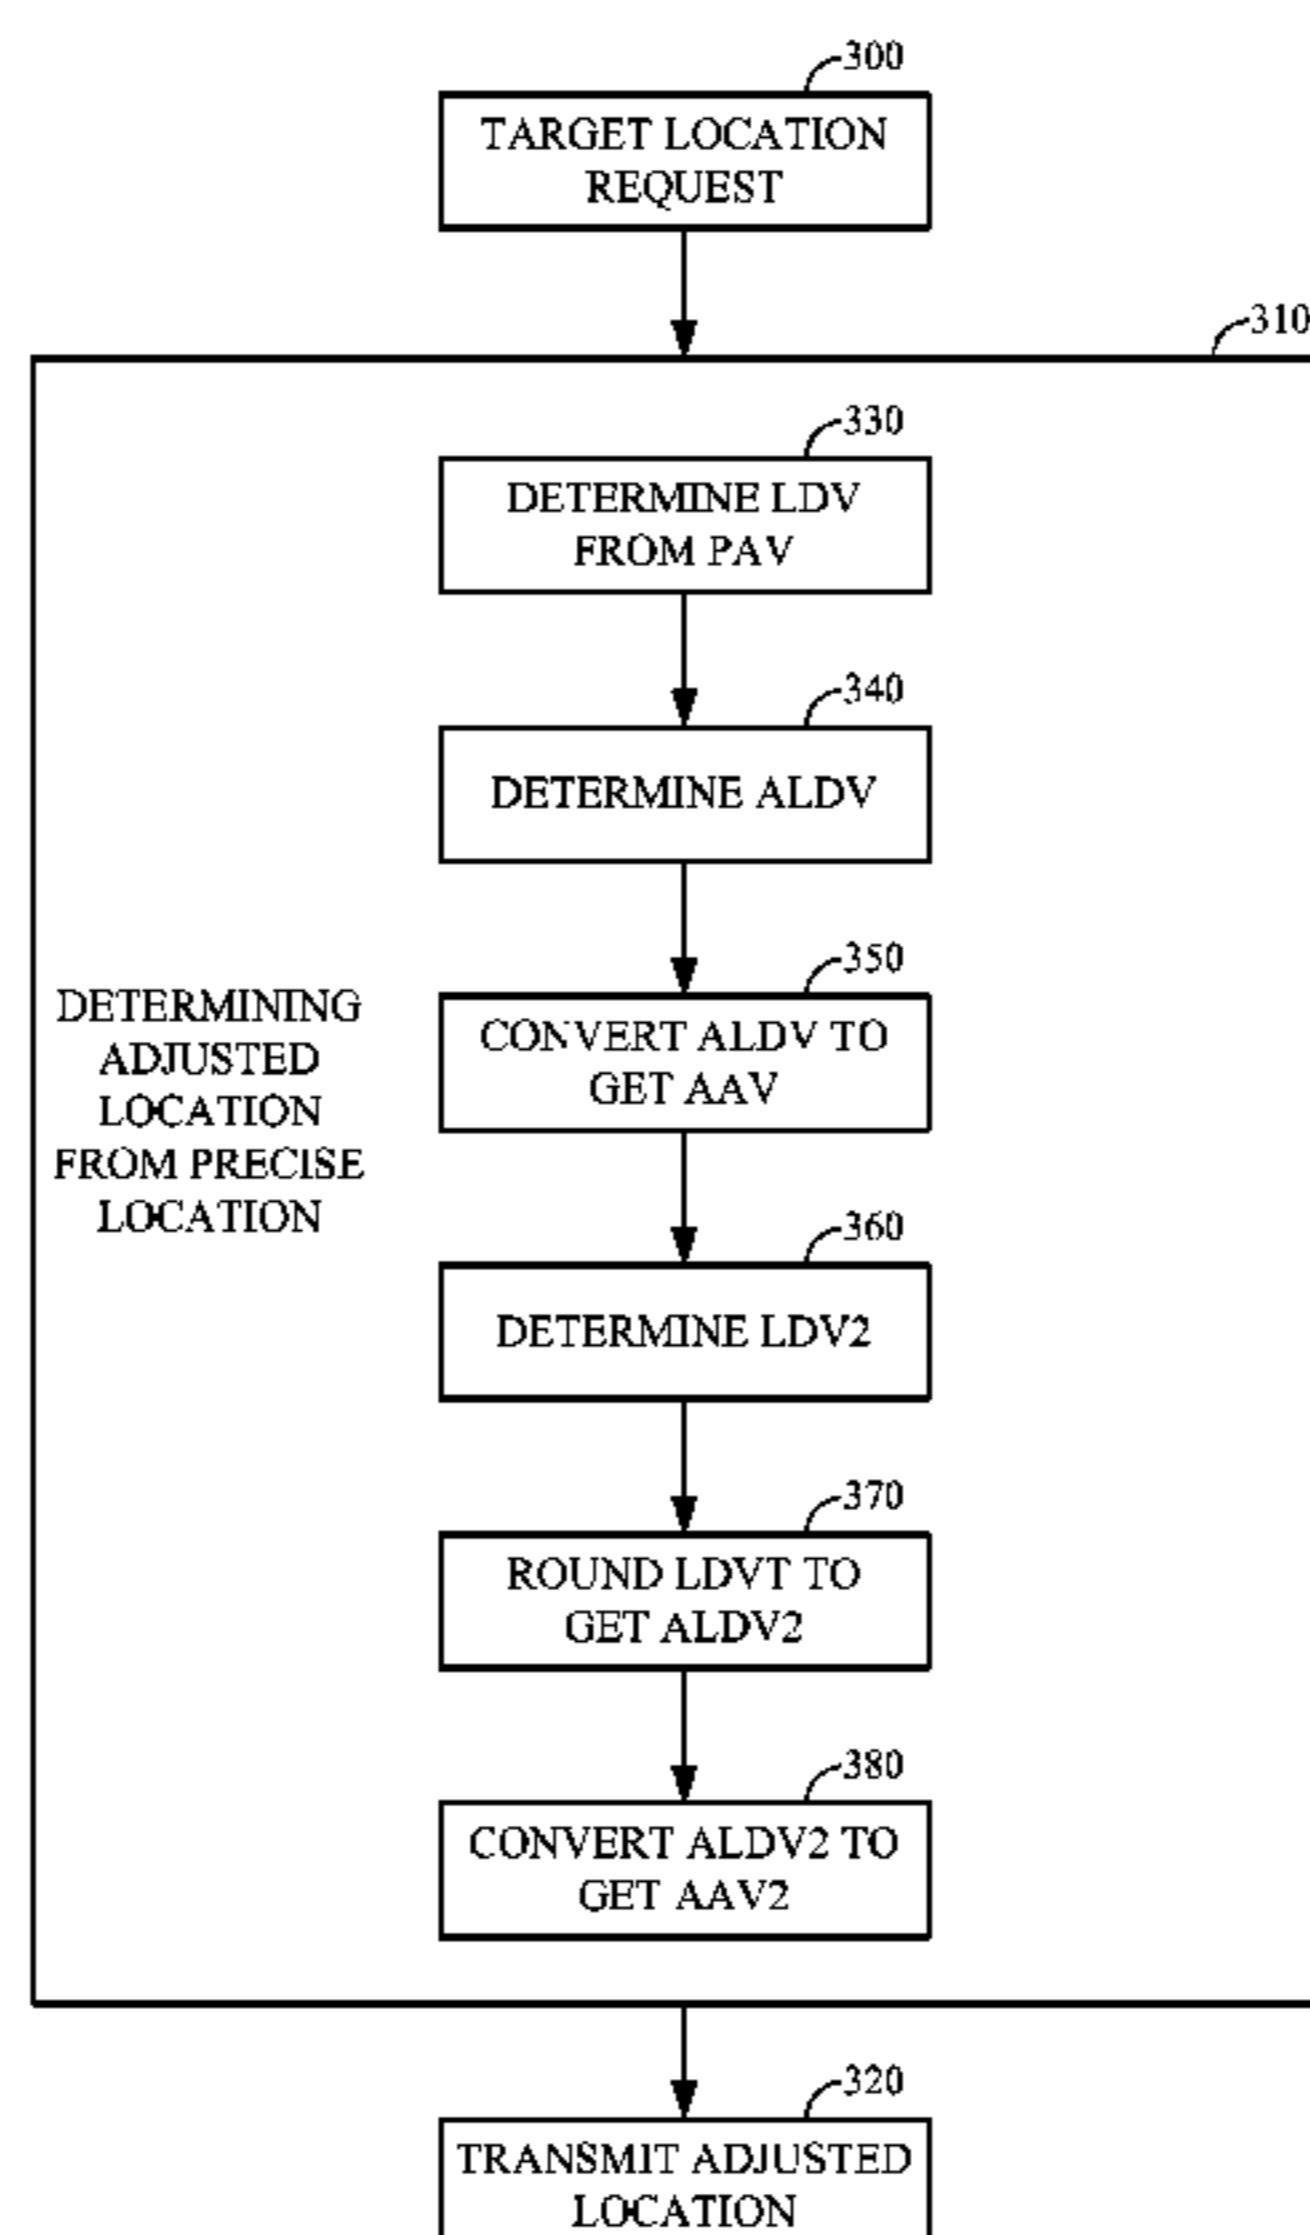 300
TARGET LOCATION
REQUEST
310
330
DETERMINE LDV
FROM PAV
340
DETERMINE ALDV
350
CONVERT ALDV TO
GET AAV
DETERMINING
ADJUSTED
LOCATION
FROM PRECISE
LOCATION
360
DETERMINE LDV2
370
ROUND LDVT TO
GET ALDV2
380
CONVERT ALDV2 TO
GET AAV2
320
TRANSMIT ADJUSTED
LOCATION